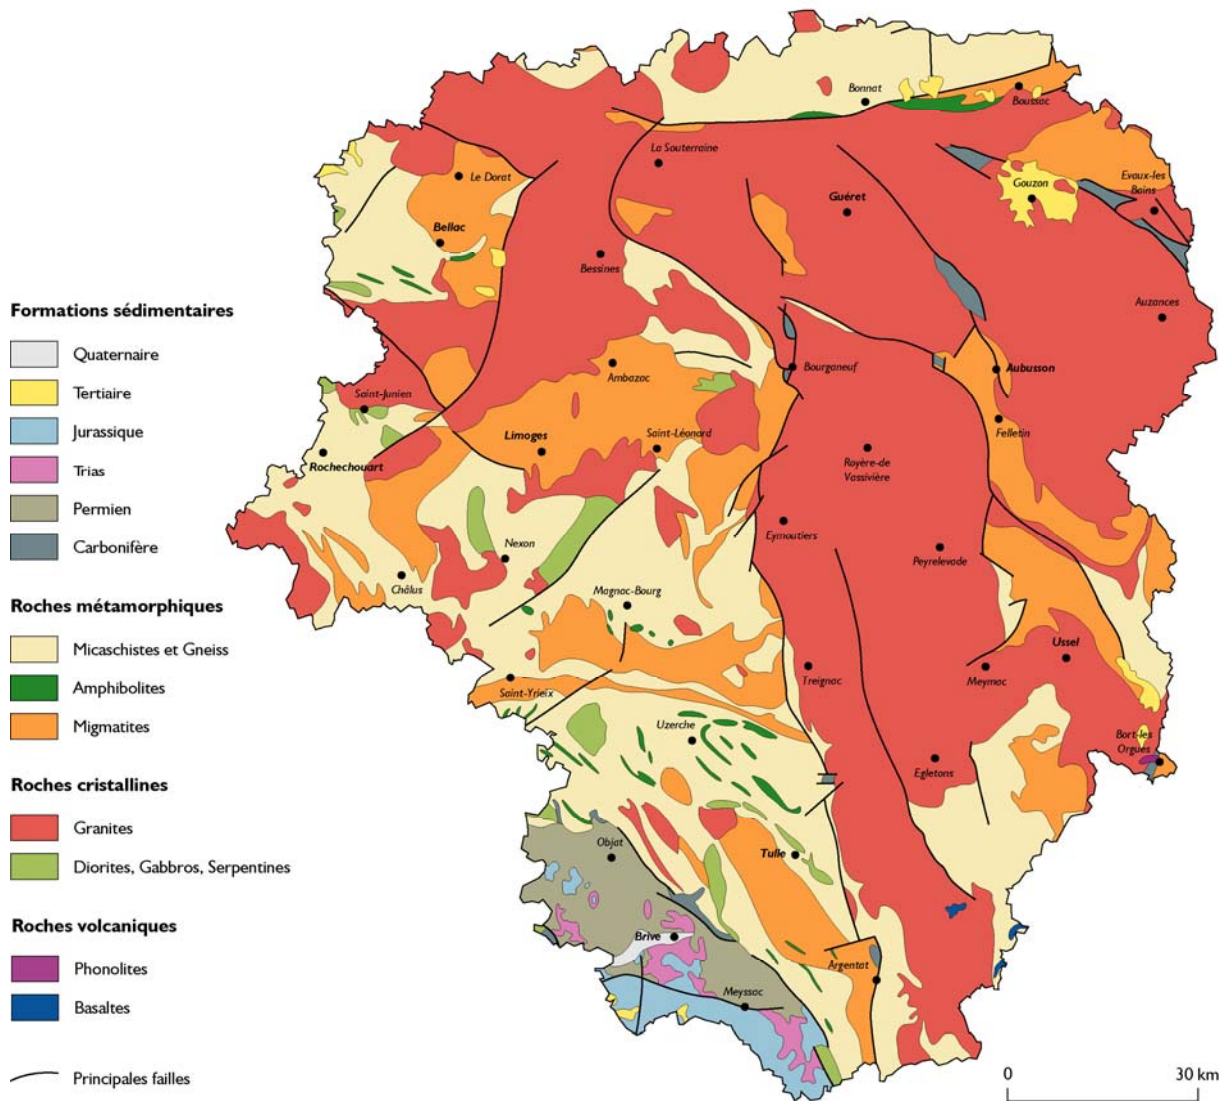 Formations sédimentaires
Quaternaire
Tertiaire
Jurassique
Trias
Permien
Carbonifère
Roches métamorphiques
Micaschistes et Gneiss
Amphibolites
Migmatites
Roches cristallines
Granites
Diorites, Gabbros, Serpentines
Roches volcaniques
Phonolites
Basaltes
Principales failles
Bonnat
Boussac
La Souterraine
Le Dorat
Gouzon
Evaux-les
Bains
Guéret
Bellac
Bessines
Auzances
Ambazac
Bourganeuf
Aubusson
Saint-Junien
Limoges
Saint-Léonard
Felletin
Rochechouart
Royère-de
Vassivière
Eymoutiers
Nexon
Peyrelevade
Châlus
Magnac-Bourg
Ussel
Treignac
Meymac
Saint-Yrieix
Uzerche
Bort-les
Orgues
Egletons
Objat
Tulle
Brive
Argentat
Meyssac
0 30 km